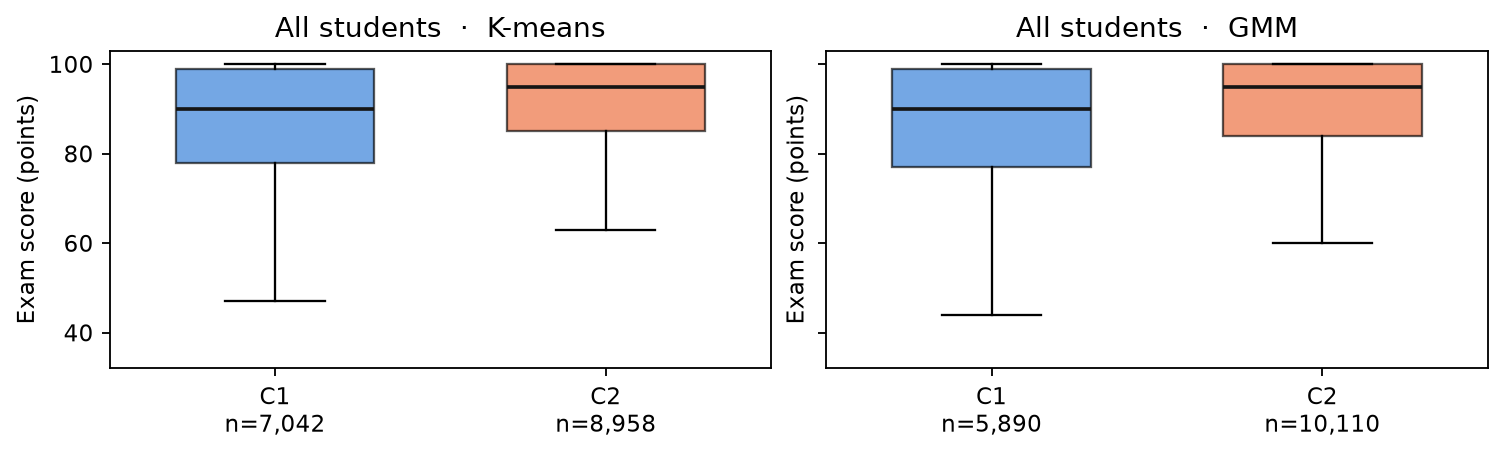 All students · K-means
Exam score (points)
100
80
60
40
C1
n=7,042
C2
n=8,958
All students · GMM
Exam score (points)
C1
n=5,890
C2
n=10,110